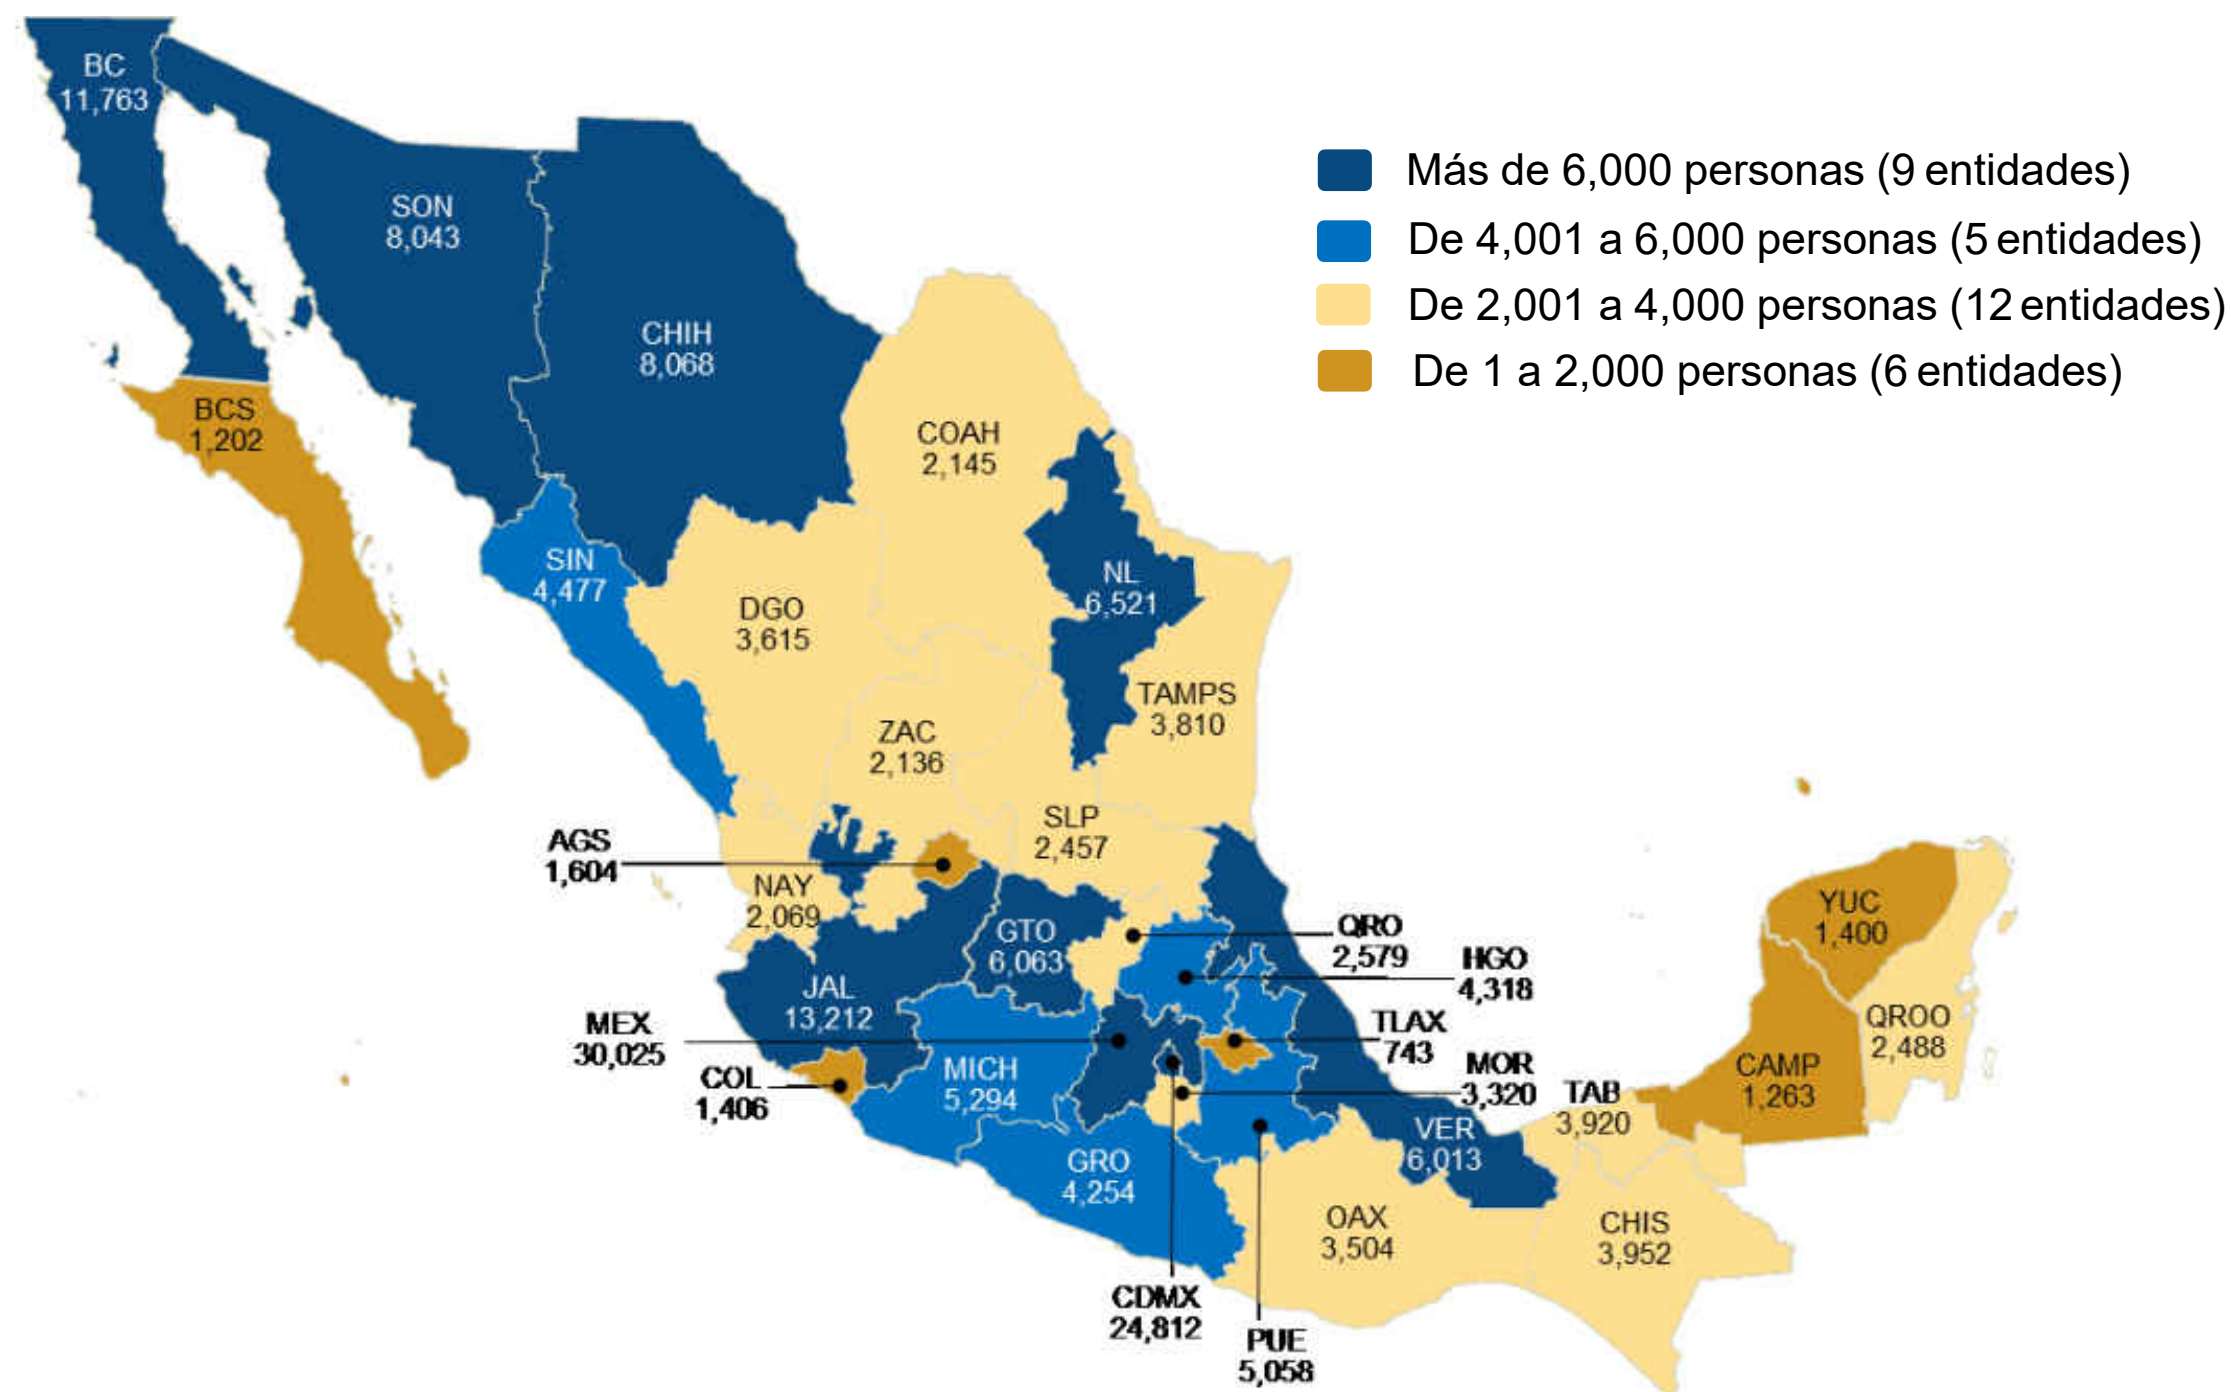 BC
11,763
SON
8,043
CHIH
8,068
Más de 6,000 personas (9 entidades)
De 4,001 a 6,000 personas (5 entidades)
De 2,001 a 4,000 personas (12 entidades)
De 1 a 2,000 personas (6 entidades)
BCS
1,202
COAH
2,145
SIN
4,477
NL
6,521
DGO
3,615
TAMPS
3,810
ZAC
2,136
SLP
2,457
AGS
1,604
NAY
2,069
YUC
1,400
GTO
6,063
QRO
2,579
HGO
4,318
JAL
13,212
QROO
2,488
MEX
30,025
TLAX
743
MICH
5,294
MOR
3,320
CAMP
1,263
COL
1,406
TAB
3,920
VER
6,013
GRO
4,254
OAX
3,504
CHIS
3,952
CDMX
24,812
PUE
5,058